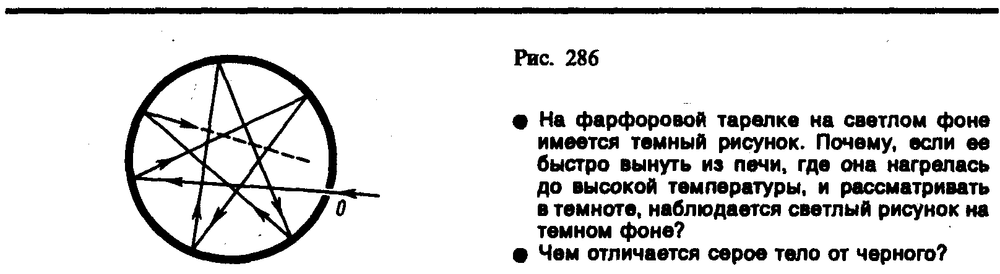 Рис. 286
● На фарфоровой тарелке на светлом фоне
имеется темный рисунок. Почему, если ее
быстро вынуть из печи, где она нагрелась
до высокой температуры, и рассматривать
в темноте, наблюдается светлый рисунок на
темном фоне?
● Чем отличается серое тело от черного?
O